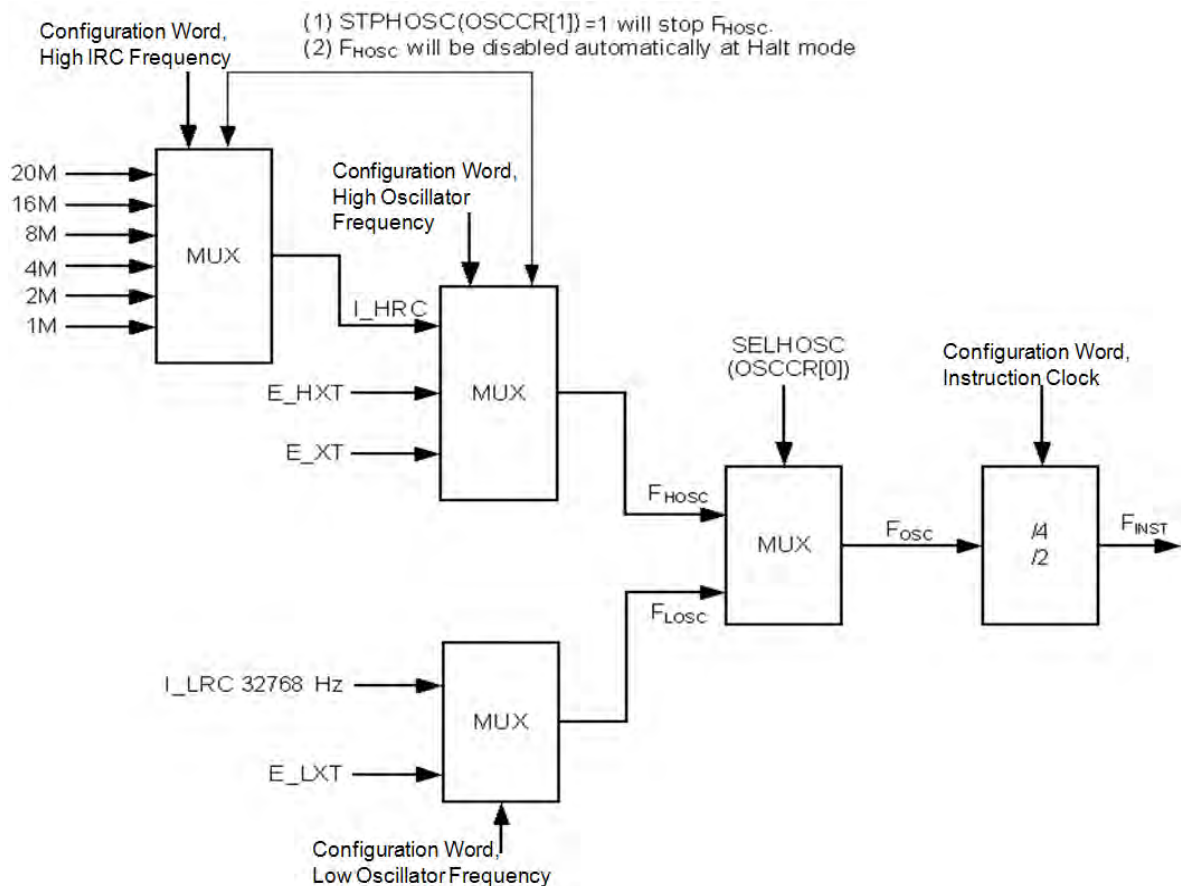 (1) STPHOSC(OSCCR[1])=1 will stop FHOSC.
(2) FHOSC will be disabled automatically at Halt mode
Configuration Word,
High IRC Frequency
20M
16M
8M
4M
2M
1M
MUX
Configuration Word,
High Oscillator
Frequency
I_HRC
E_HXT
E_XT
MUX
SELHOSC
(OSCCR[0])
Configuration Word,
Instruction Clock
FHOSC
FLOSC
MUX
FOSC
/4
/2
FINST
I_LRC 32768 Hz
E_LXT
MUX
Configuration Word,
Low Oscillator Frequency